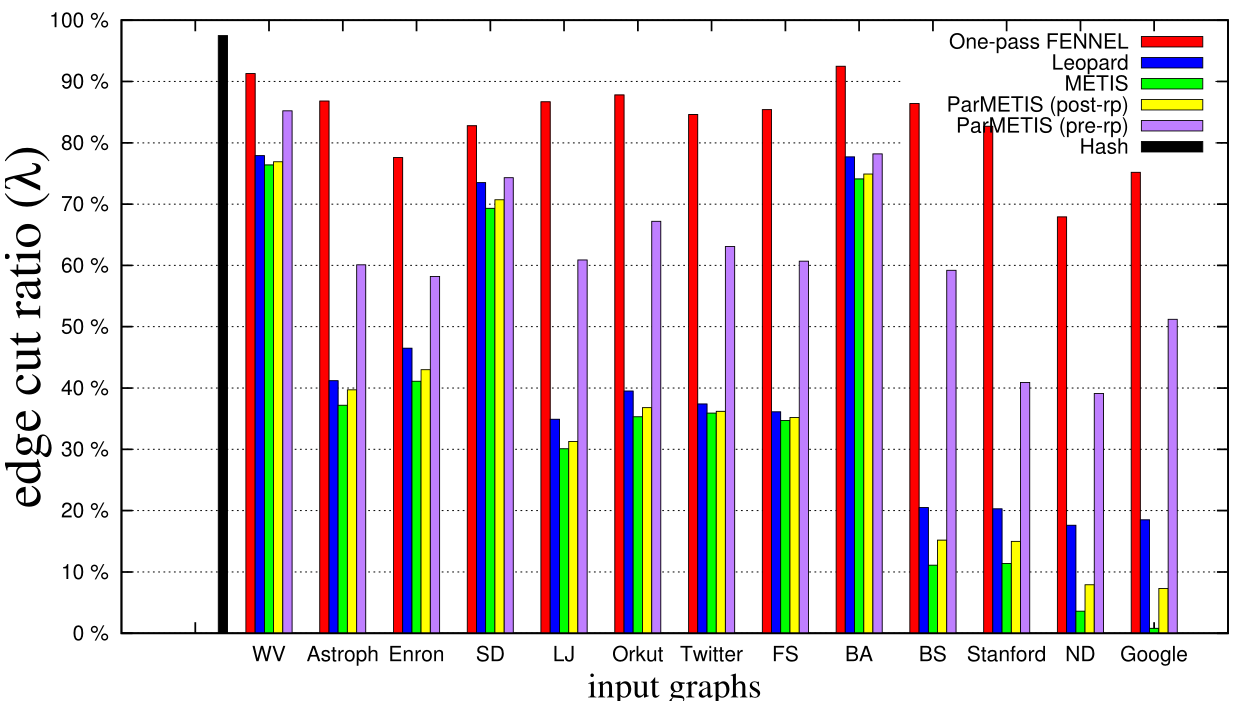 100 %
90 %
80 %
70 %
60 %
50 %
40 %
30 %
20 %
10 %
0 %
edge cut ratio (λ)
One-pass FENNEL
Leopard
METIS
ParMETIS (post-rp)
ParMETIS (pre-rp)
Hash
WV Astroph Enron SD LJ Orkut Twitter FS BA BS Stanford ND Google
input graphs